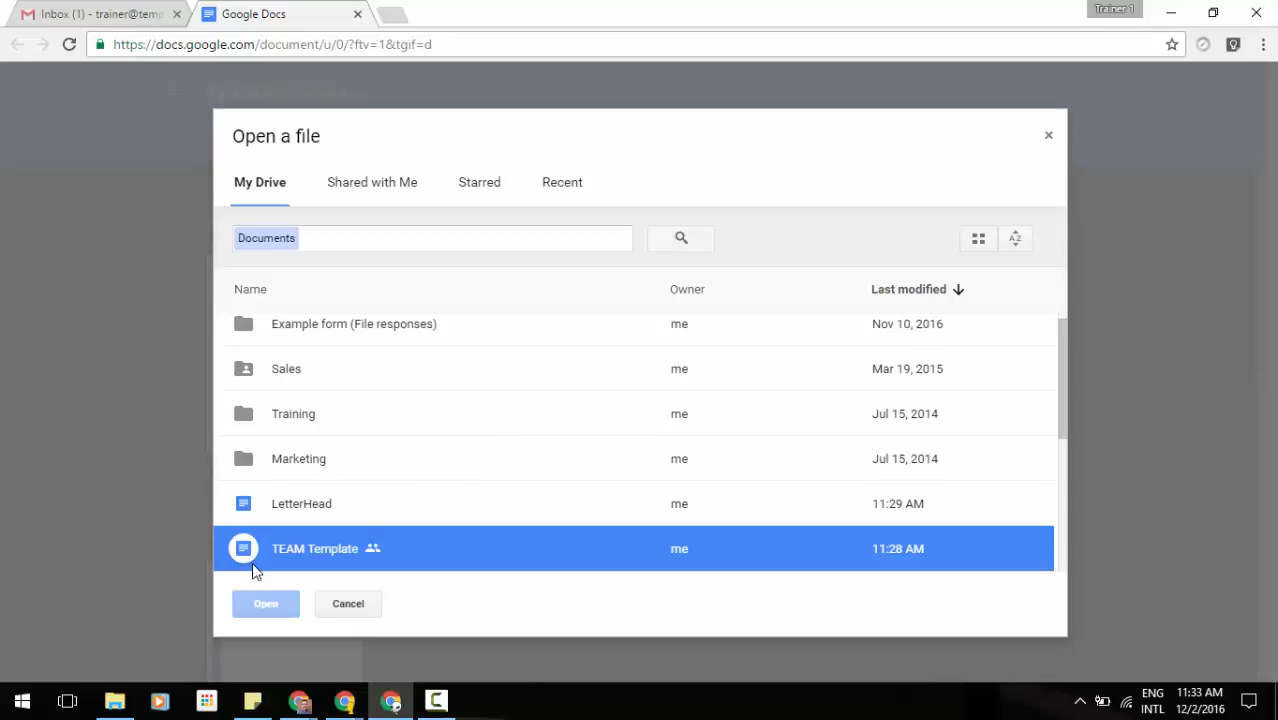 Inbox (1) - trainer@temp
Google Docs
Trainer 1
https://docs.google.com/document/u/0/?ftv=1&tgif=d
Open a file
My Drive
Shared with Me
Starred
Recent
Documents
AZ
Name
Owner
Last modified
Example form (File responses)
me
Nov 10, 2016
Sales
me
Mar 19, 2015
Training
me
Jul 15, 2014
Marketing
me
Jul 15, 2014
LetterHead
me
11:29 AM
TEAM Template
me
11:28 AM
Open
Cancel
ENG
INTL
11:33 AM
12/2/2016